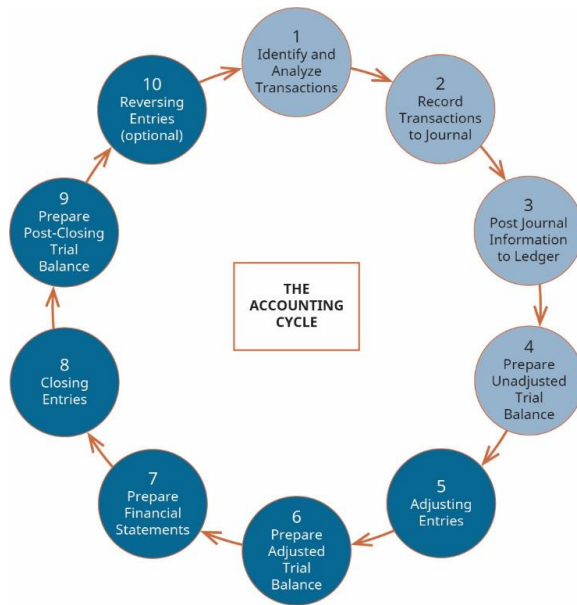 1
Identify and
Analyze
Transactions
2
Record
Transactions
to Journal
3
Post Journal
Information
to Ledger
4
Prepare
Unadjusted
Trial
Balance
5
Adjusting
Entries
6
Prepare
Adjusted
Trial
Balance
7
Prepare
Financial
Statements
8
Closing
Entries
9
Prepare
Post-Closing
Trial
Balance
10
Reversing
Entries
(optional)
THE
ACCOUNTING
CYCLE